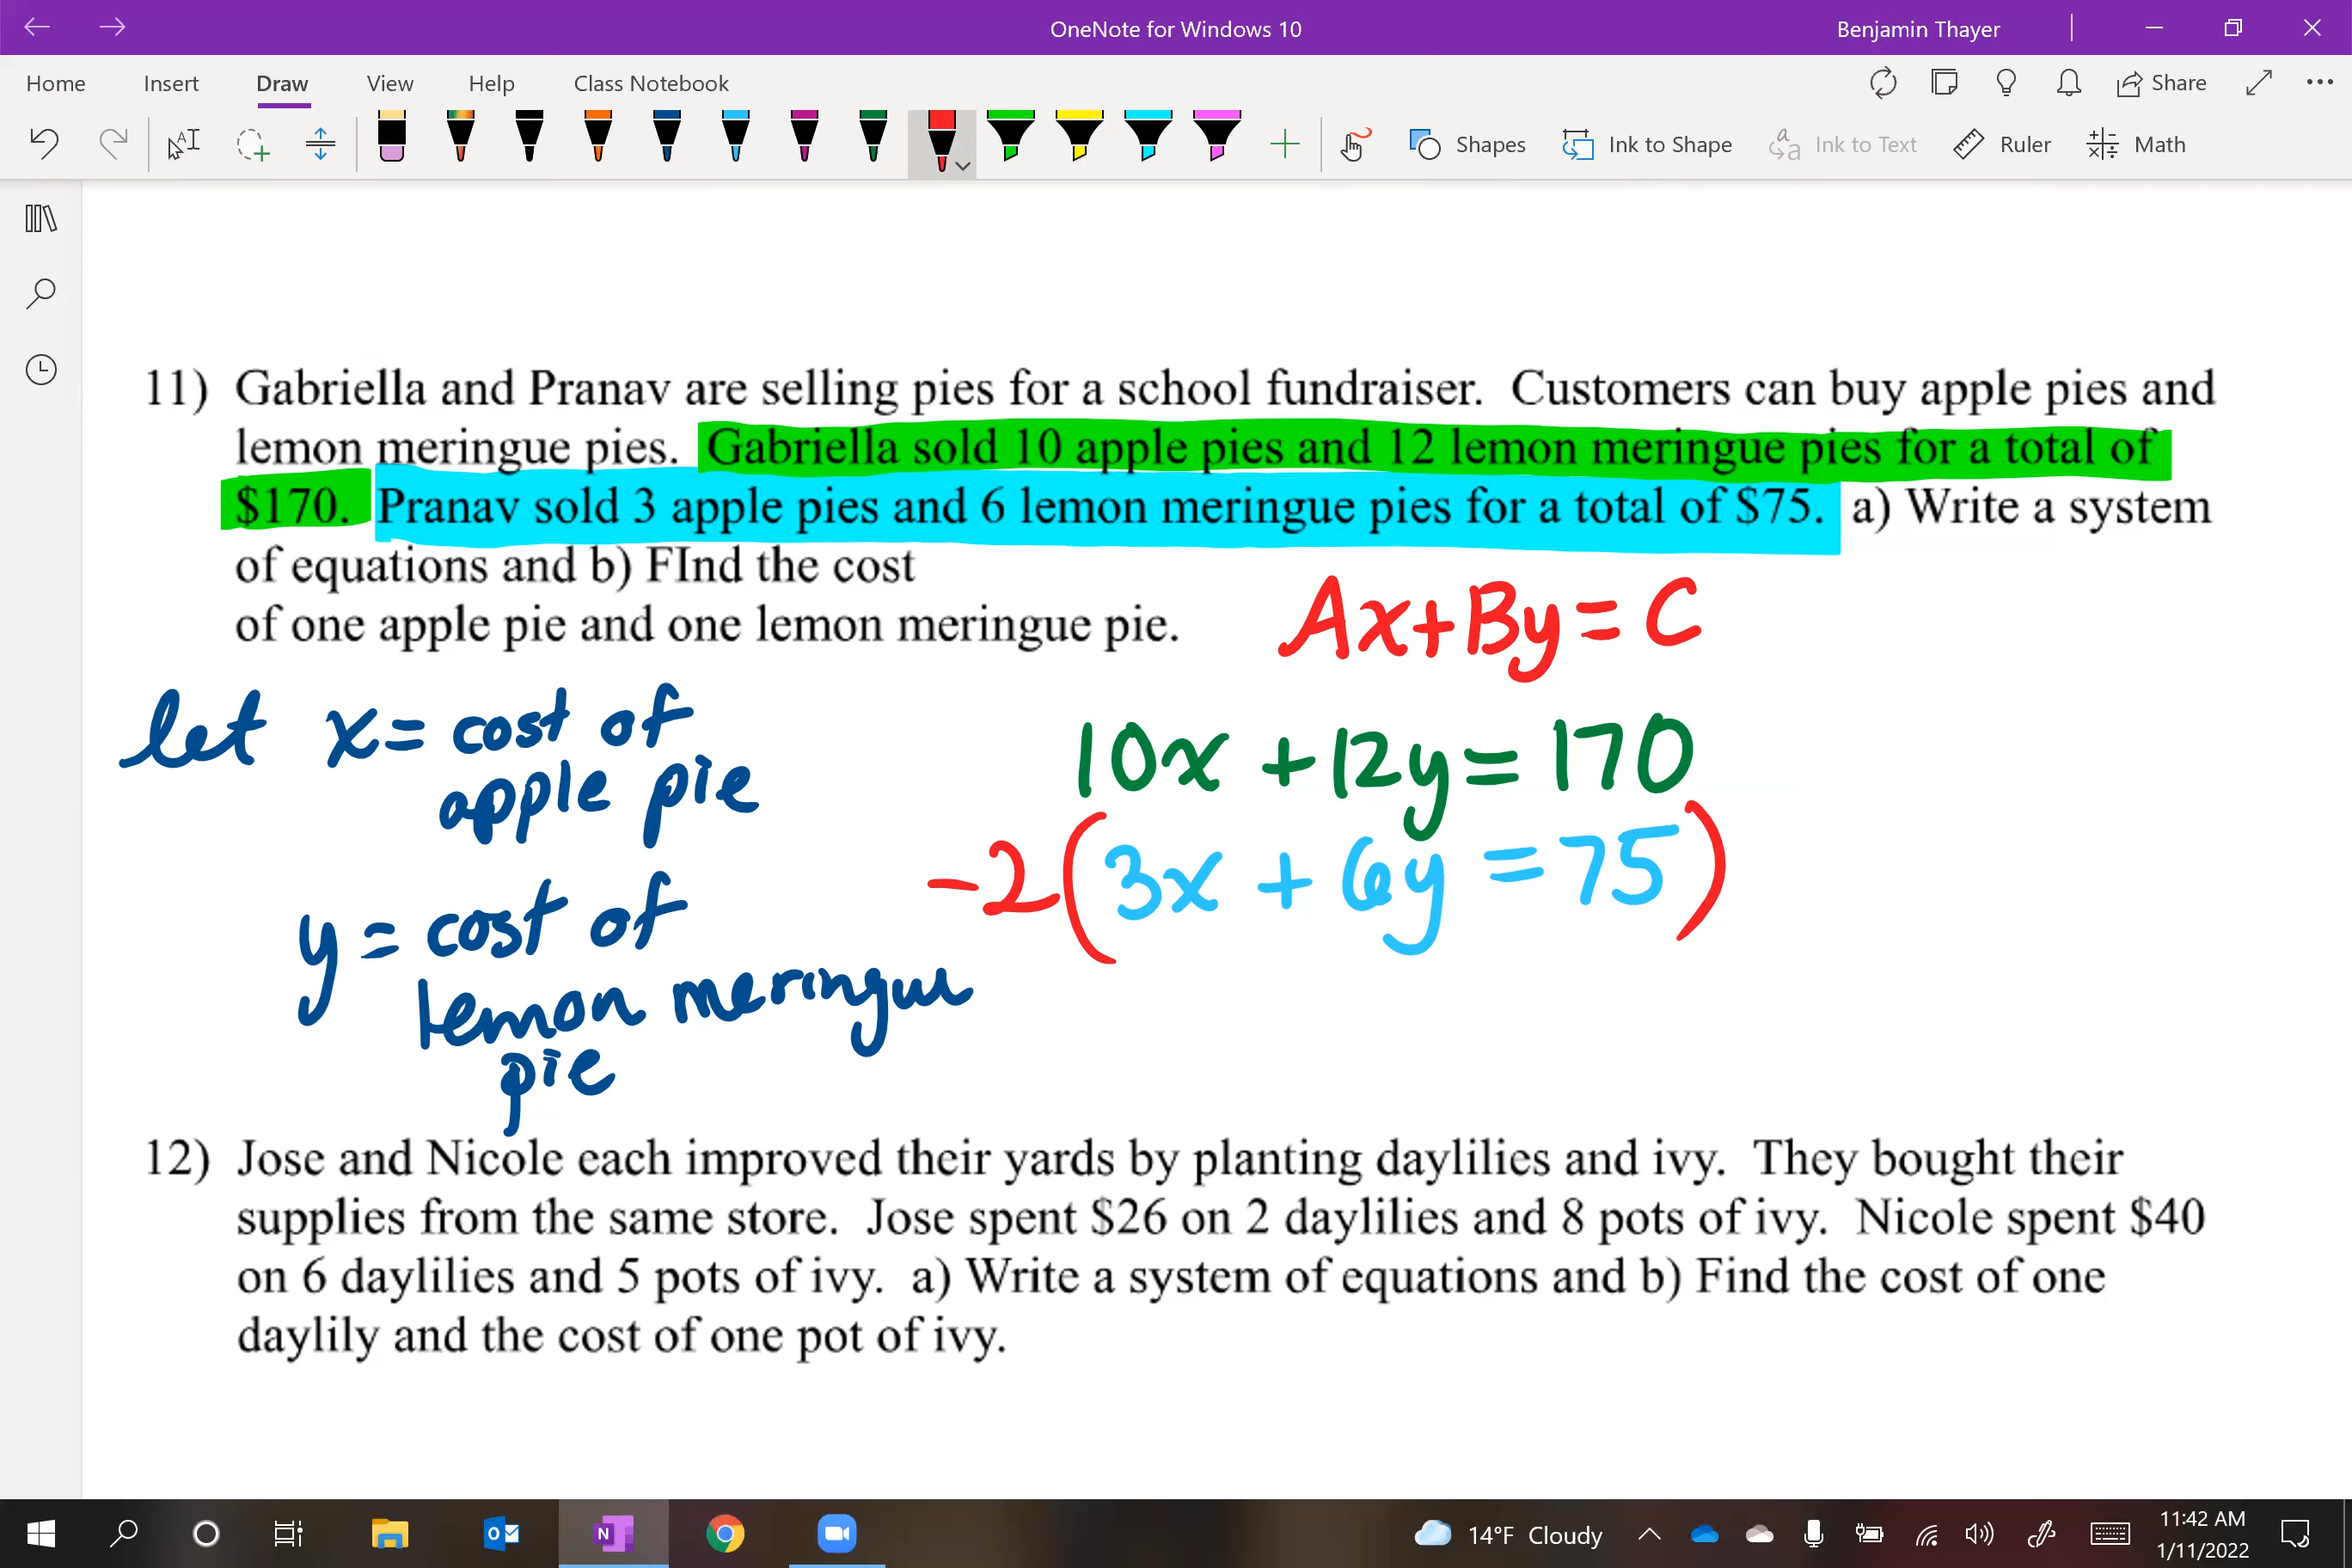 OneNote for Windows 10
Benjamin Thayer
Home Insert Draw View Help Class Notebook
Share
Shapes Ink to Shape Ink to Text Ruler Math
11) Gabriella and Pranav are selling pies for a school fundraiser. Customers can buy apple pies and
lemon meringue pies. Gabriella sold 10 apple pies and 12 lemon meringue pies for a total of
$170. Pranav sold 3 apple pies and 6 lemon meringue pies for a total of $75. a) Write a system
of equations and b) FInd the cost
of one apple pie and one lemon meringue pie.
Ax+By=C
let x= cost of
apple pie
10x +12y=170
-2(3x + 6y =75)
y= cost of
lemon meringue
pie
12) Jose and Nicole each improved their yards by planting daylilies and ivy. They bought their
supplies from the same store. Jose spent $26 on 2 daylilies and 8 pots of ivy. Nicole spent $40
on 6 daylilies and 5 pots of ivy. a) Write a system of equations and b) Find the cost of one
daylily and the cost of one pot of ivy.
14°F Cloudy
11:42 AM
1/11/2022